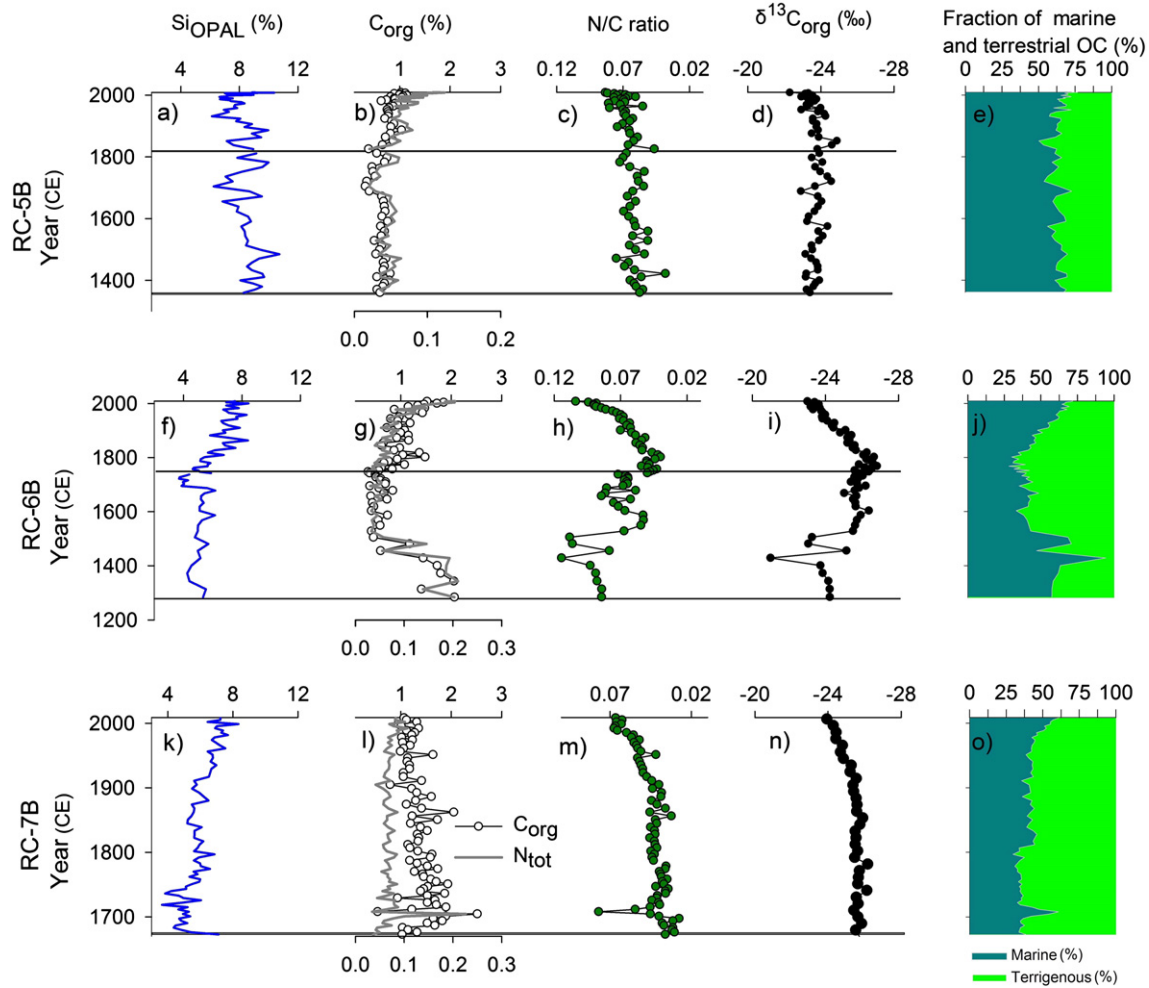 Si_OPAL (%) C_org (%) N/C ratio δ¹³C_org (‰) Fraction of marine and terrestrial OC (%)
4 8 12 1 2 3 0.12 0.07 0.02 -20 -24 -28 0 25 50 75 100
RC-5B
Year (CE)
2000
1800
1600
1400
a) b) c) d) e)
0.0 0.1 0.2
4 8 12 1 2 3 0.12 0.07 0.02 -20 -24 -28 0 25 50 75 100
RC-6B
Year (CE)
2000
1800
1600
1400
1200
f) g) h) i) j)
0.0 0.1 0.2 0.3
4 8 12 1 2 3 0.07 0.02 -20 -24 -28 0 25 50 75 100
RC-7B
Year (CE)
2000
1900
1800
1700
k) l) m) n) o)
C_org
N_tot
0.0 0.1 0.2 0.3
Marine (%)
Terrigenous (%)